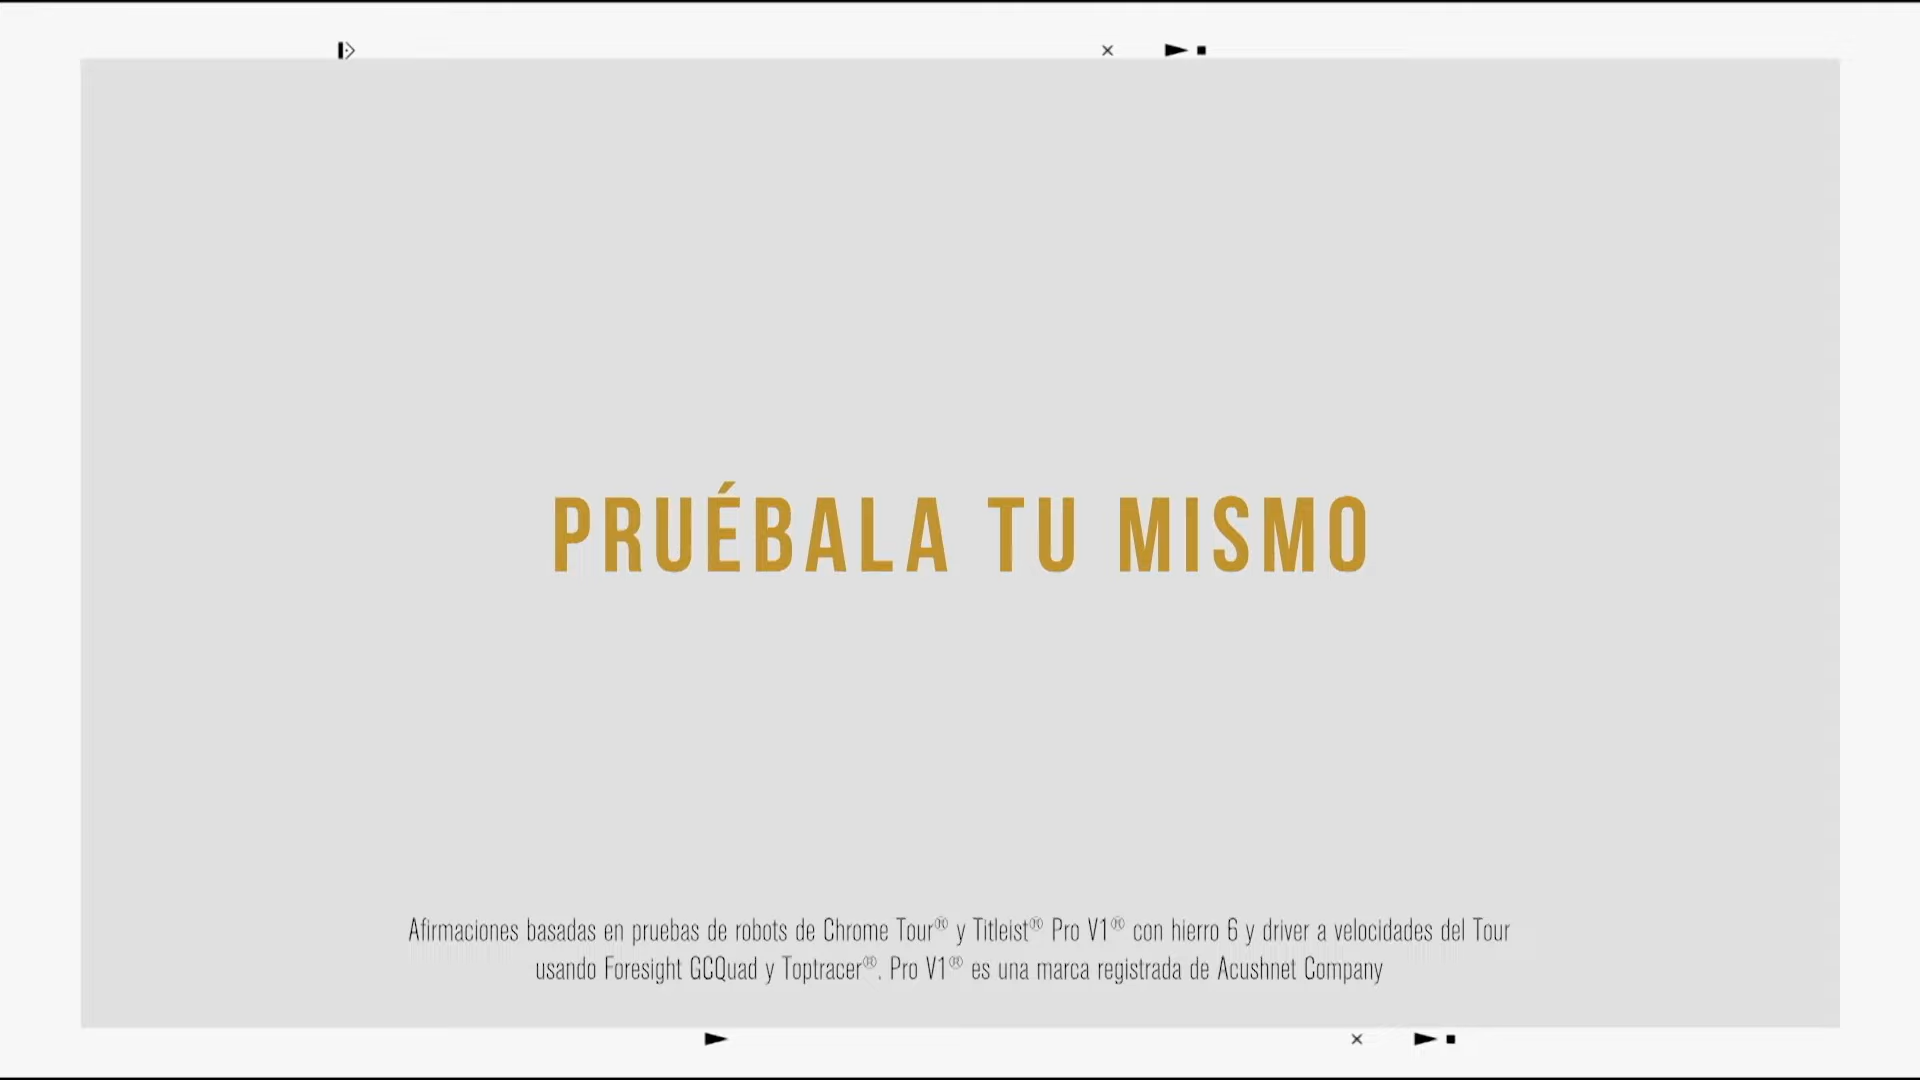 PRUÉBALA TU MISMO
Afirmaciones basadas en pruebas de robots de Chrome Tour® y Titleist® Pro V1® con hierro 6 y driver a velocidades del Tour
usando Foresight GCQuad y Toptracer®. Pro V1® es una marca registrada de Acushnet Company